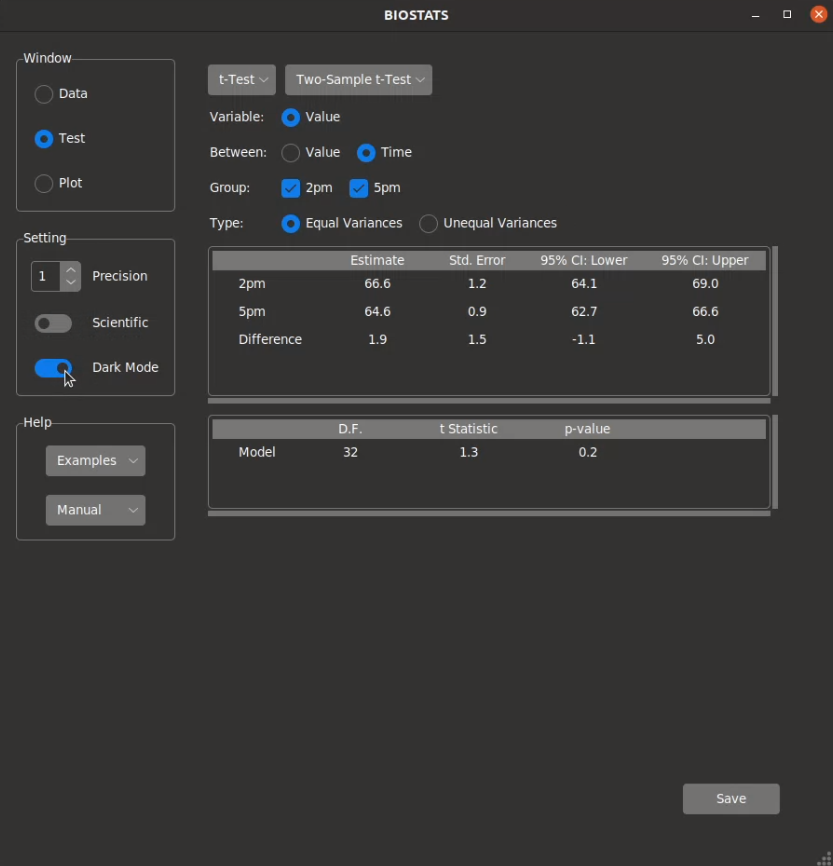 BIOSTATS
Window
Data
Test
Plot
Setting
1 Precision
Scientific
Dark Mode
Help
Examples
Manual
t-Test Two-Sample t-Test
Variable: Value
Between: Value Time
Group: 2pm 5pm
Type: Equal Variances Unequal Variances
Estimate Std. Error 95% CI: Lower 95% CI: Upper
2pm 66.6 1.2 64.1 69.0
5pm 64.6 0.9 62.7 66.6
Difference 1.9 1.5 -1.1 5.0
D.F. t Statistic p-value
Model 32 1.3 0.2
Save